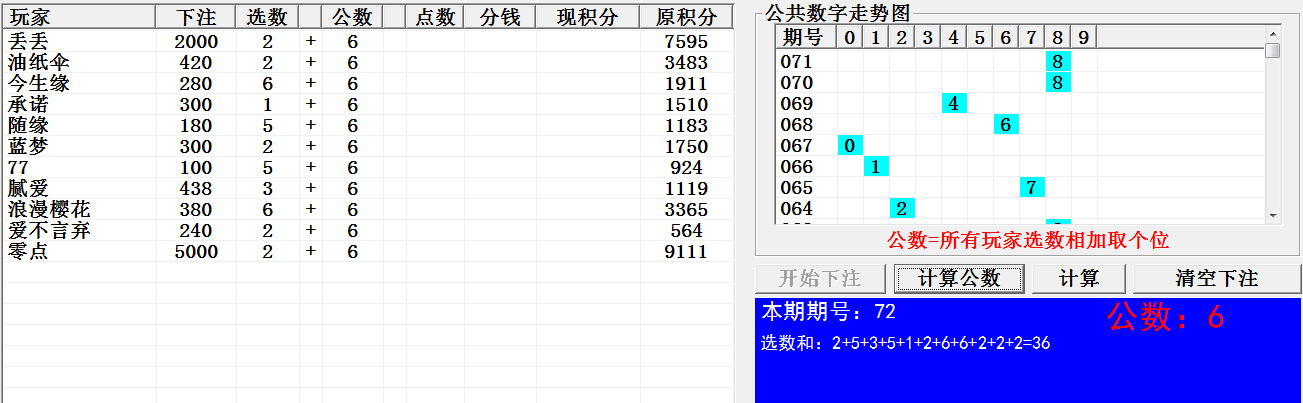 玩家 下注 选数 公数 点数 分钱 现积分 原积分
丢丢 2000 2 + 6 7595
油纸伞 420 2 + 6 3483
今生缘 280 6 + 6 1911
承诺 300 1 + 6 1510
随缘 180 5 + 6 1183
蓝梦 300 2 + 6 1750
77 100 5 + 6 924
腻爱 438 3 + 6 1119
浪漫樱花 380 6 + 6 3365
爱不言弃 240 2 + 6 564
零点 5000 2 + 6 9111
公共数字走势图
期号 0 1 2 3 4 5 6 7 8 9
071 8
070 8
069 4
068 6
067 0
066 1
065 7
064 2
公数=所有玩家选数相加取个位
开始下注 计算公数 计算 清空下注
本期期号：72 公数：6
选数和：2+5+3+5+1+2+6+6+2+2+2=36